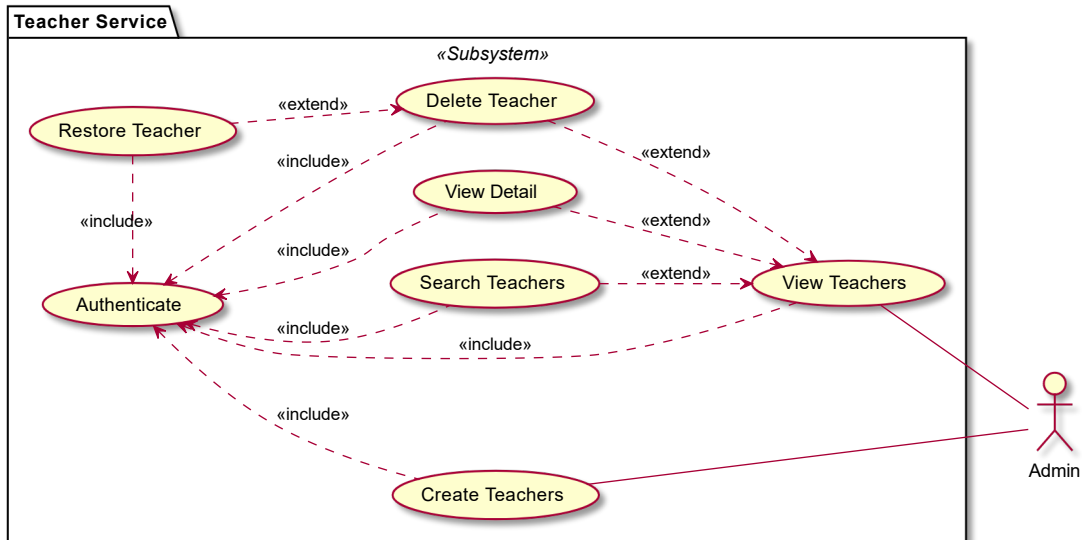 Teacher Service
«Subsystem»
«extend»
Delete Teacher
Restore Teacher
«include»
«extend»
View Detail
«include»
«extend»
«include»
Search Teachers
«extend»
View Teachers
Authenticate
«include»
«include»
«include»
Create Teachers
Admin